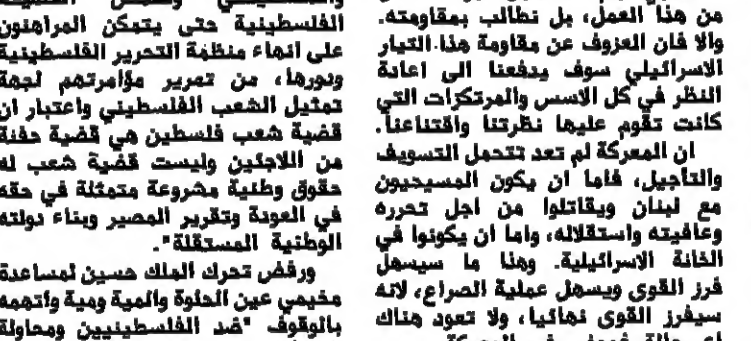 من هذا العمل، بل نطالب بمقاومته.
والا فان العزوف عن مقاومة هذا التيار
الاسرائيلي سوف يدفعنا الى اعادة
النظر في كل الاسس والمرتكزات التي
كانت تقوم عليها نظرتنا واقتناعنا.
ان المعركة لم تعد تتحمل التسويف
والتأجيل، فاما ان يكون المسيحيون
مع لبنان ويقاتلوا من اجل تحرره
وعافيته واستقلاله، واما ان يكونوا في
الخانة الاسرائيلية. وهنا ما سيسهل
فرز القوى ويسهل عملية الصراع، لانه
سيفرز القوى نهائيا، ولا تعود هناك
الفلسطينية حتى يتمكن المراهنون
على انهاء منظمة التحرير الفلسطينية
ودورها، من تمرير مؤامرتهم لجهة
تمثيل الشعب الفلسطيني واعتبار ان
قضية شعب فلسطين هي قضية حفنة
من اللاجئين وليست قضية شعب له
حقوق وطنية مشروعة متمثلة في حقه
في العودة وتقرير المصير وبناء دولته
الوطنية المستقلة".
ورفض تحرك الملك حسين لمساعدة
مخيمي عين الحلوة والمية ومية واتهمه
بالوقوف "ضد الفلسطينيين ومحاولة